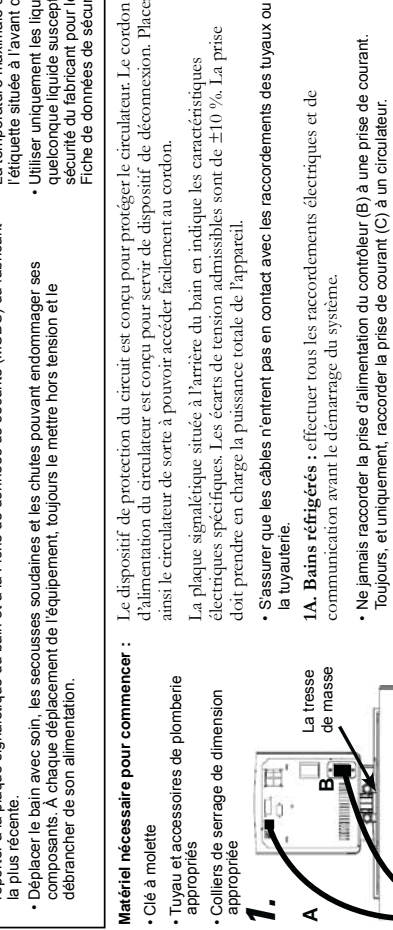 la plus récente.
• Déplacer le bain avec soin, les secousses soudaines et les chutes pouvant endommager ses
composants. À chaque déplacement de l'équipement, toujours le mettre hors tension et le
débrancher de son alimentation.
l'étiquette située à l'avant
• Utiliser uniquement les
quelconque liquide
sécurité du fabricant pour
Fiche de données de
Matériel nécessaire pour commencer :
• Clé à molette
• Tuyau et accessoires de plomberie
appropriés
• Colliers de serrage de dimension
appropriée
1.
A
B
La tresse
de masse
Le dispositif de protection du circuit est conçu pour protéger le circulateur. Le cordon
d'alimentation du circulateur est conçu pour servir de dispositif de déconnexion. Place
ainsi le circulateur de sorte à pouvoir accéder facilement au cordon.
La plaque signalétique située à l'arrière du bain en indique les caractéristiques
électriques spécifiques. Les écarts de tension admissibles sont de ±10 %. La prise
doit prendre en charge la puissance totale de l'appareil.
• S'assurer que les câbles n'entrent pas en contact avec les raccordements des tuyaux ou
la tuyauterie.
1A. Bains réfrigérés : effectuer tous les raccordements électriques et de
communication avant le démarrage du système.
• Ne jamais raccorder la prise d'alimentation du contrôleur (B) à une prise de courant.
Toujours, et uniquement, raccorder la prise de courant (C) à un circulateur.